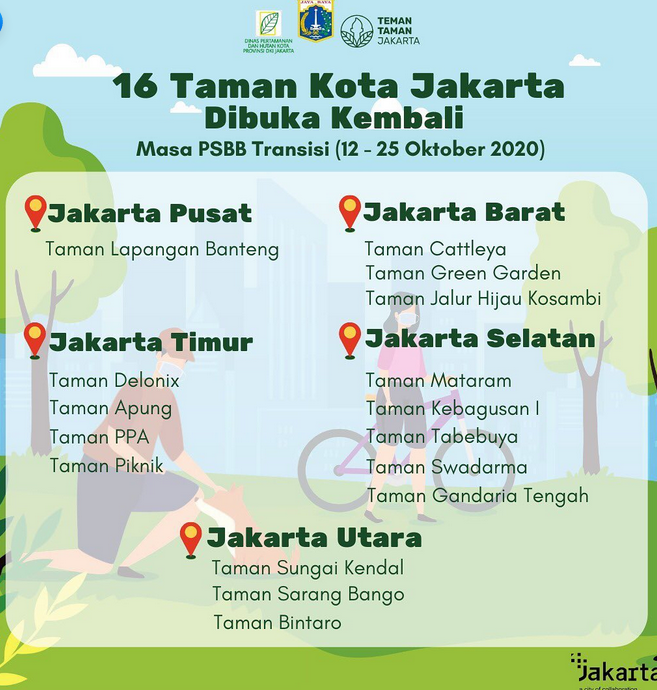 DINAS PERTAMANAN
DAN HUTAN KOTA
PROVINSI DKI JAKARTA
JAYA RAYA
TEMAN
TAMAN
JAKARTA
16 Taman Kota Jakarta
Dibuka Kembali
Masa PSBB Transisi (12 - 25 Oktober 2020)
Jakarta Pusat
Taman Lapangan Banteng
Jakarta Barat
Taman Cattleya
Taman Green Garden
Taman Jalur Hijau Kosambi
Jakarta Timur
Taman Delonix
Taman Apung
Taman PPA
Taman Piknik
Jakarta Selatan
Taman Mataram
Taman Kebagusan I
Taman Tabebuya
Taman Swadarma
Taman Gandaria Tengah
Jakarta Utara
Taman Sungai Kendal
Taman Sarang Bango
Taman Bintaro
Jakarta
a city of collaboration